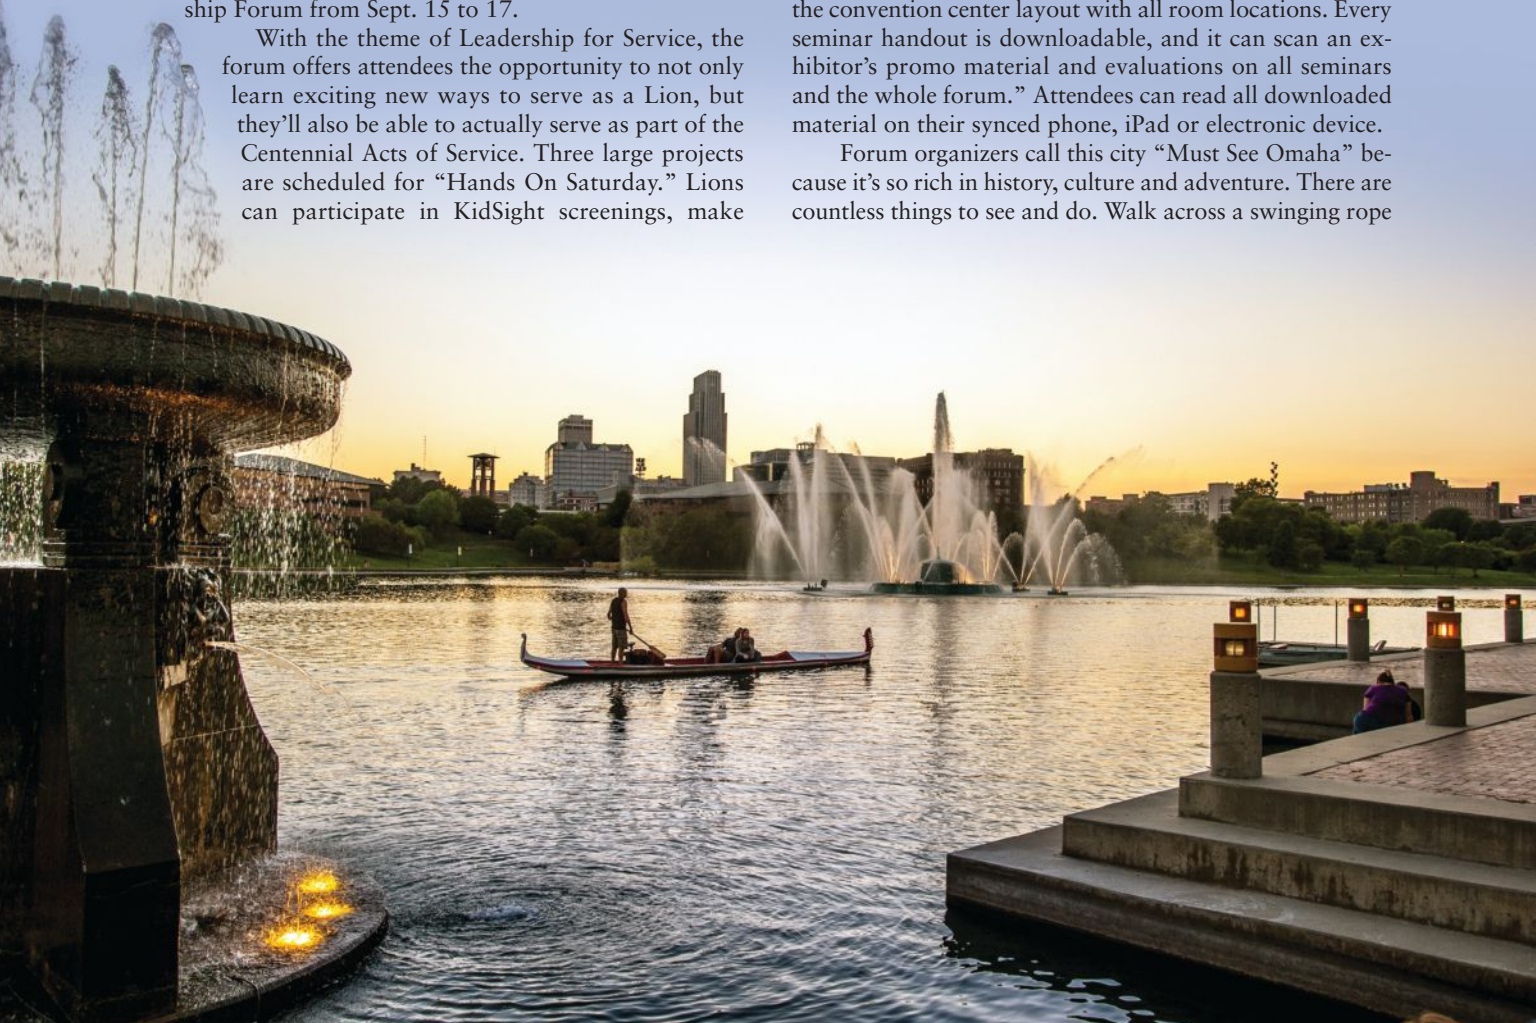 ship Forum from Sept. 15 to 17.
With the theme of Leadership for Service, the
forum offers attendees the opportunity to not only
learn exciting new ways to serve as a Lion, but
they’ll also be able to actually serve as part of the
Centennial Acts of Service. Three large projects
are scheduled for “Hands On Saturday.” Lions
can participate in KidSight screenings, make
the convention center layout with all room locations. Every
seminar handout is downloadable, and it can scan an ex-
hibitor’s promo material and evaluations on all seminars
and the whole forum.” Attendees can read all downloaded
material on their synced phone, iPad or electronic device.
Forum organizers call this city “Must See Omaha” be-
cause it’s so rich in history, culture and adventure. There are
countless things to see and do. Walk across a swinging rope